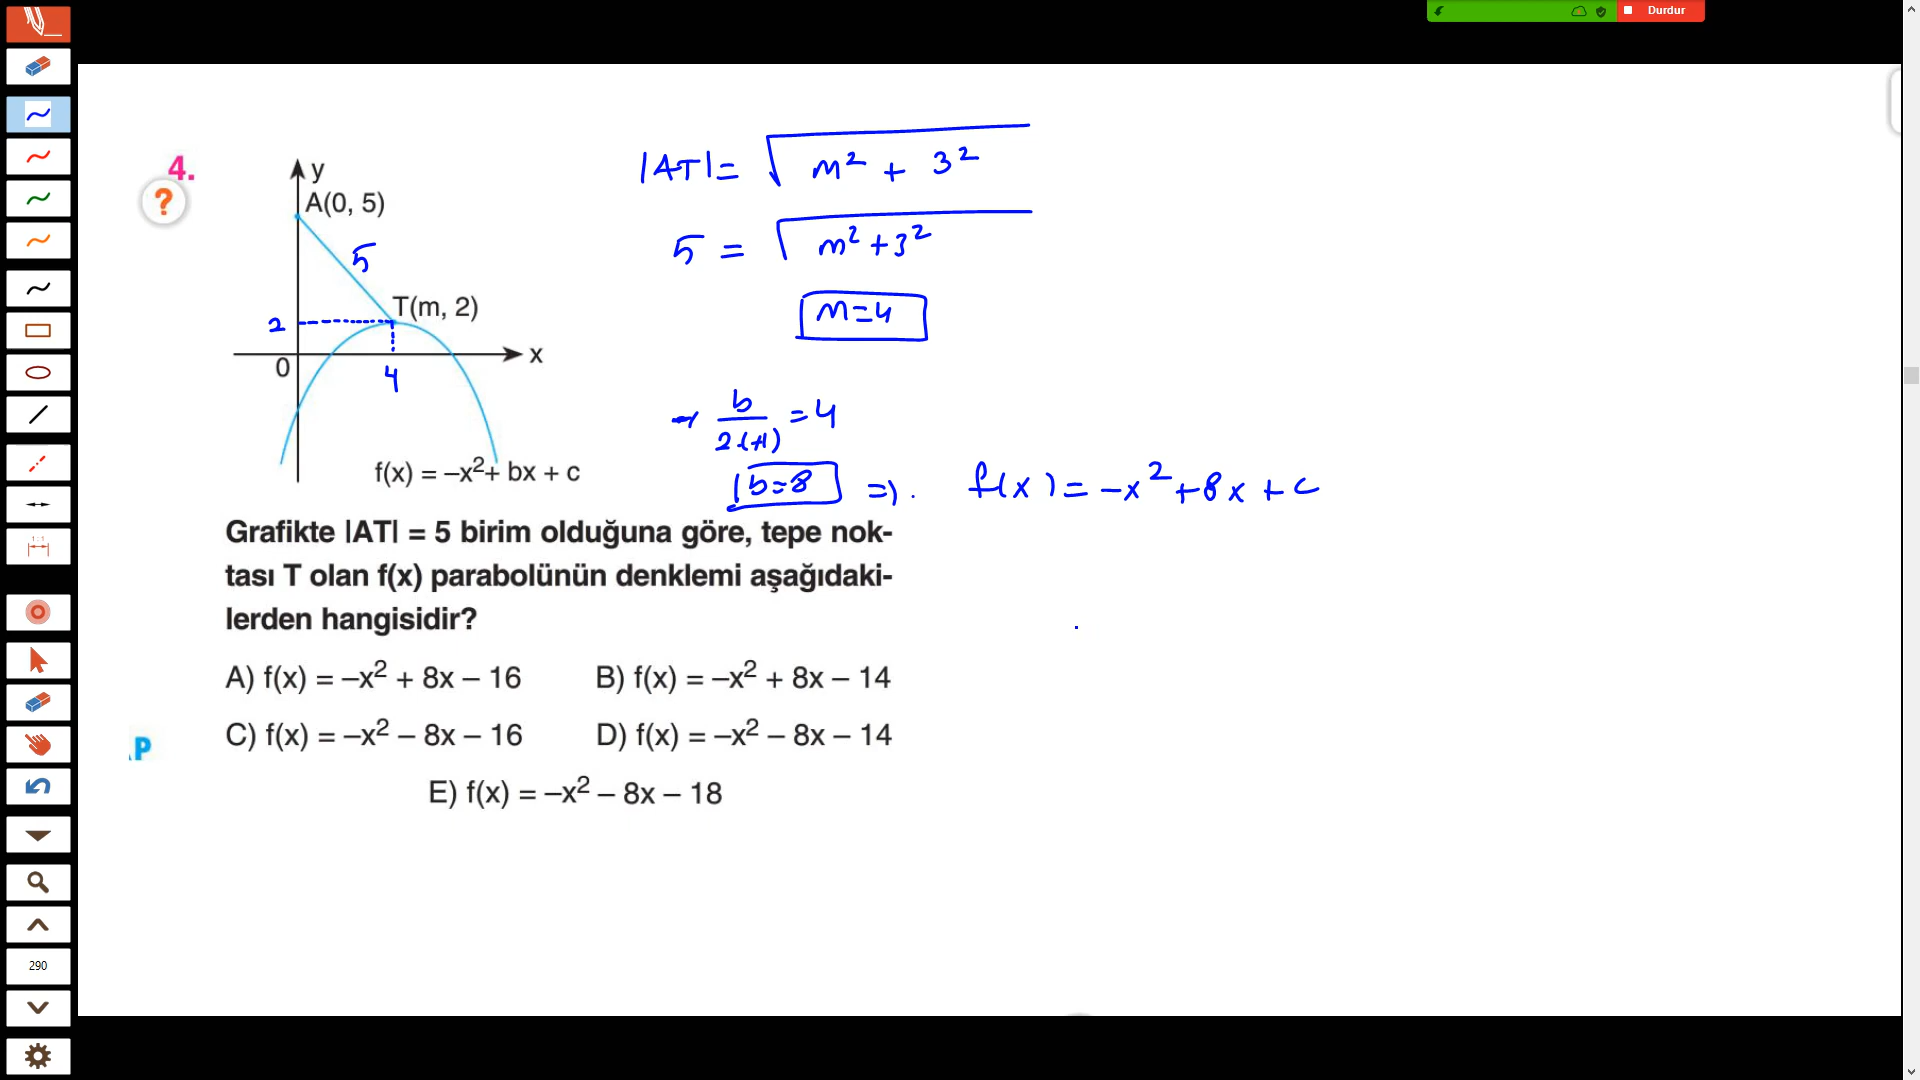 Durdur
4.
?
y
A(0, 5)
5
T(m, 2)
2
0
4
x
f(x) = –x²+ bx + c
|AT| = √m² + 3²
5 = √m² + 3²
m=4
→ b/2(-1) = 4
b=8 ⇒ f(x) = -x² + 8x + c
Grafikte |AT| = 5 birim olduğuna göre, tepe nok-
tası T olan f(x) parabolünün denklemi aşağıdaki-
lerden hangisidir?
A) f(x) = –x² + 8x – 16 B) f(x) = –x² + 8x – 14
C) f(x) = –x² – 8x – 16 D) f(x) = –x² – 8x – 14
E) f(x) = –x² – 8x – 18
P
1:1
290